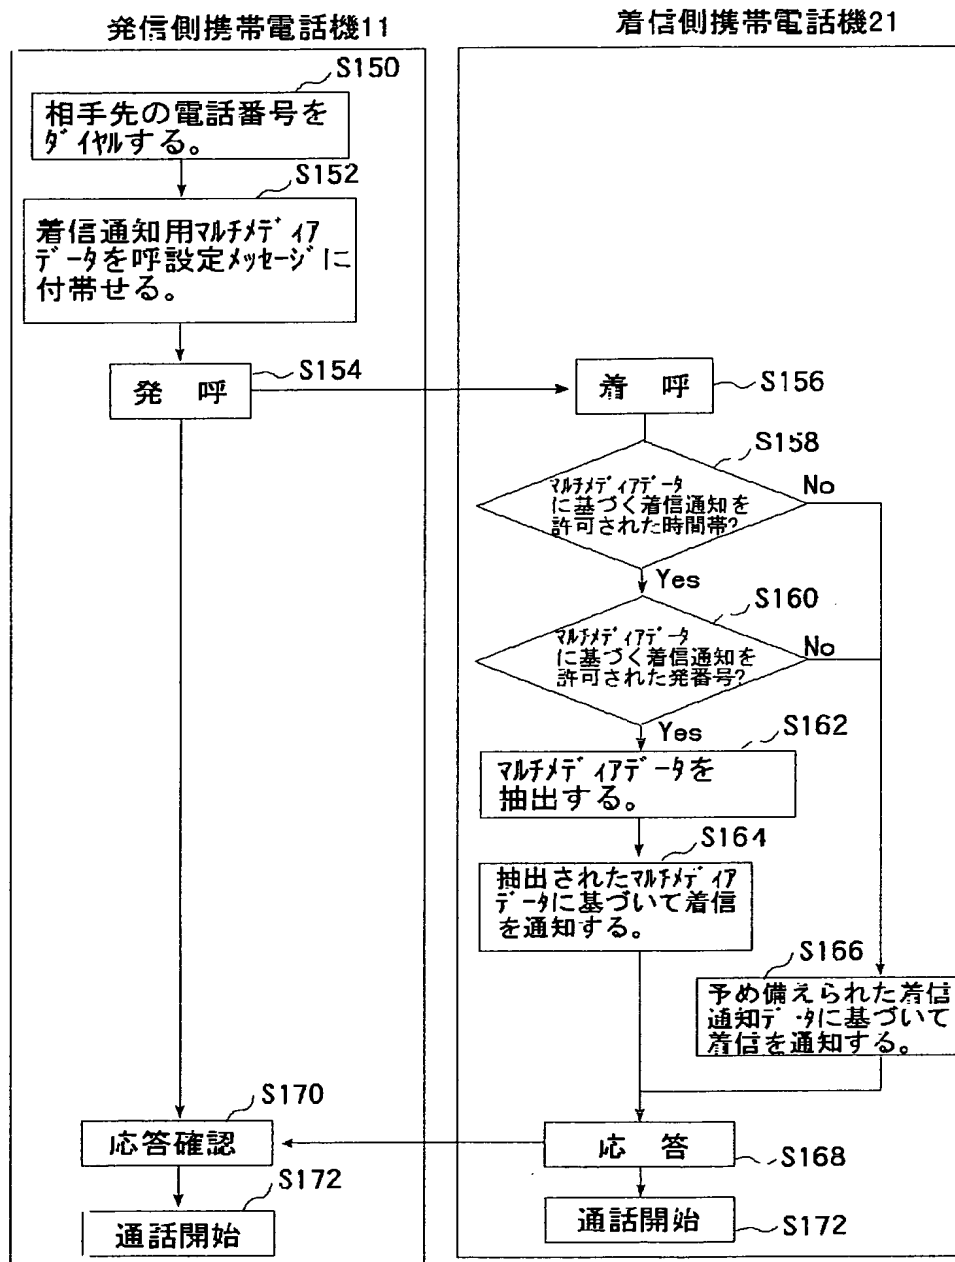 発信側携帯電話機11
着信側携帯電話機21
S150
相手先の電話番号を
ダイヤルする。
S152
着信通知用マルチメディア
データを呼設定メッセージに
付帯せる。
発 呼
S154
着 呼
S156
S158
マルチメディアデータ
に基づく着信通知を
許可された時間帯?
No
Yes
S160
マルチメディアデータ
に基づく着信通知を
許可された発番号?
No
Yes
S162
マルチメディアデータを
抽出する。
S164
抽出されたマルチメディア
データに基づいて着信
を通知する。
S166
予め備えられた着信
通知データに基づいて
着信を通知する。
S170
応答確認
応 答
S168
S172
通話開始
通話開始
S172